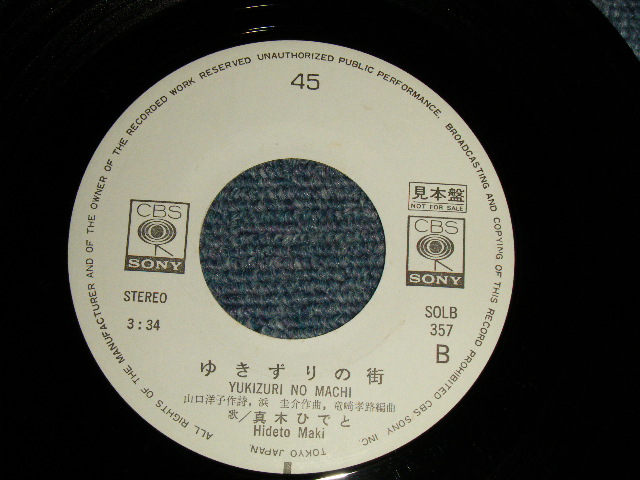 ALL RIGHTS OF THE MANUFACTURER AND OF THE OWNER OF THE RECORDED WORK RESERVED UNAUTHORIZED PUBLIC PERFORMANCE, BROADCASTING AND COPYING OF THIS RECORD PROHIBITED CBS SONY INC.
TOKYO JAPAN.
45
CBS
SONY
見本盤
NOT FOR SALE
CBS
SONY
STEREO
3:34
SOLB
357
B
ゆきずりの街
YUKIZURI NO MACHI
山口洋子作詩，浜 圭介作曲，竜崎孝路編曲
歌／真木ひでと
Hideto Maki